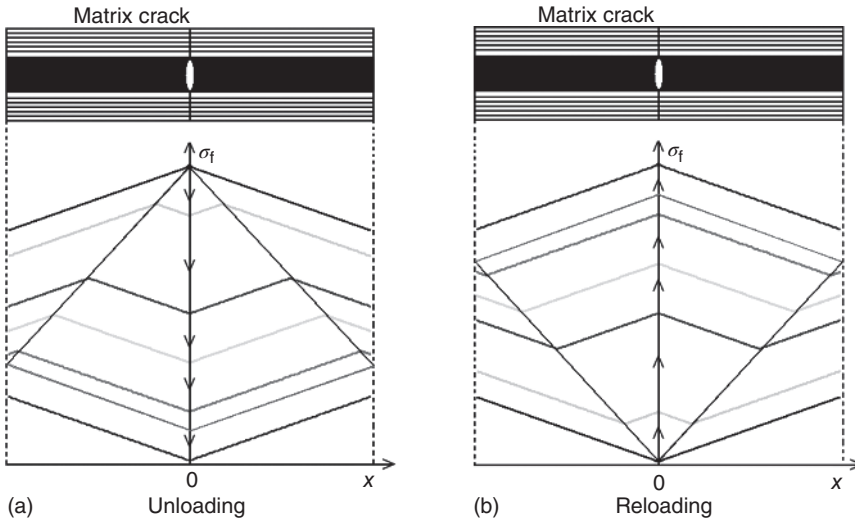 Matrix crack
σf
0
x
(a)
Unloading
Matrix crack
σf
0
x
(b)
Reloading